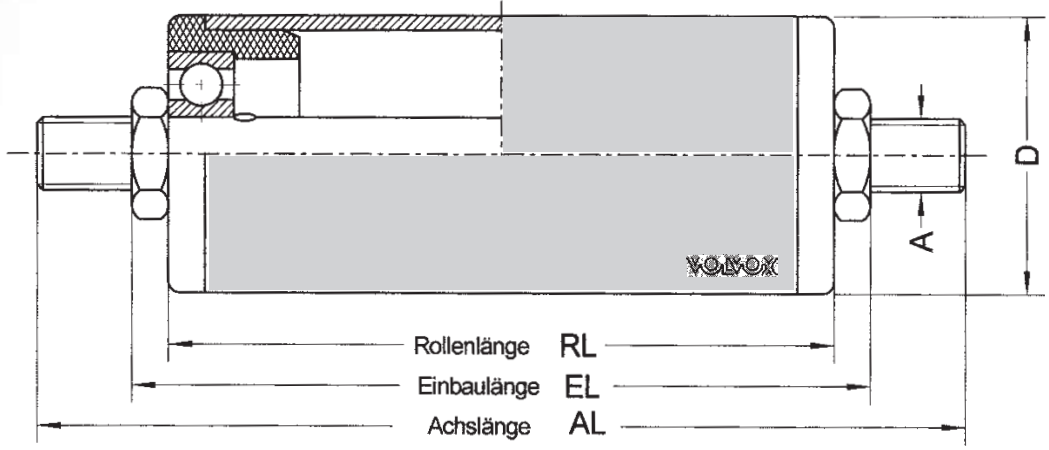 D
A
VOLVOX
Rollenlänge RL
Einbaulänge EL
Achslänge AL